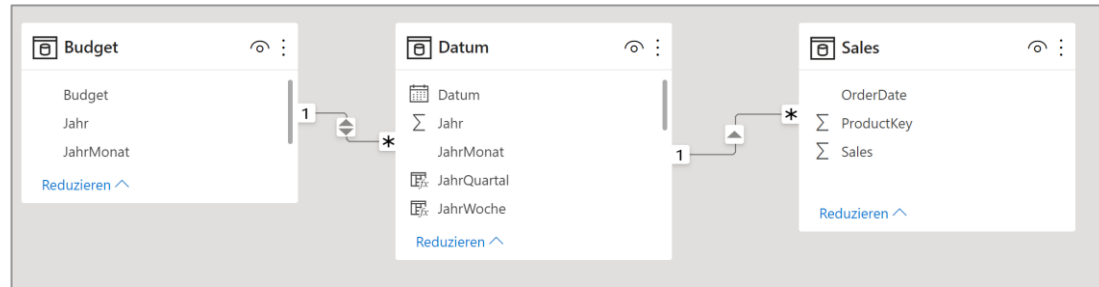 Budget
Budget
Jahr
JahrMonat
Reduzieren
1
*
Datum
Datum
Σ Jahr
JahrMonat
JahrQuartal
JahrWoche
Reduzieren
1
*
Sales
OrderDate
Σ ProductKey
Σ Sales
Reduzieren